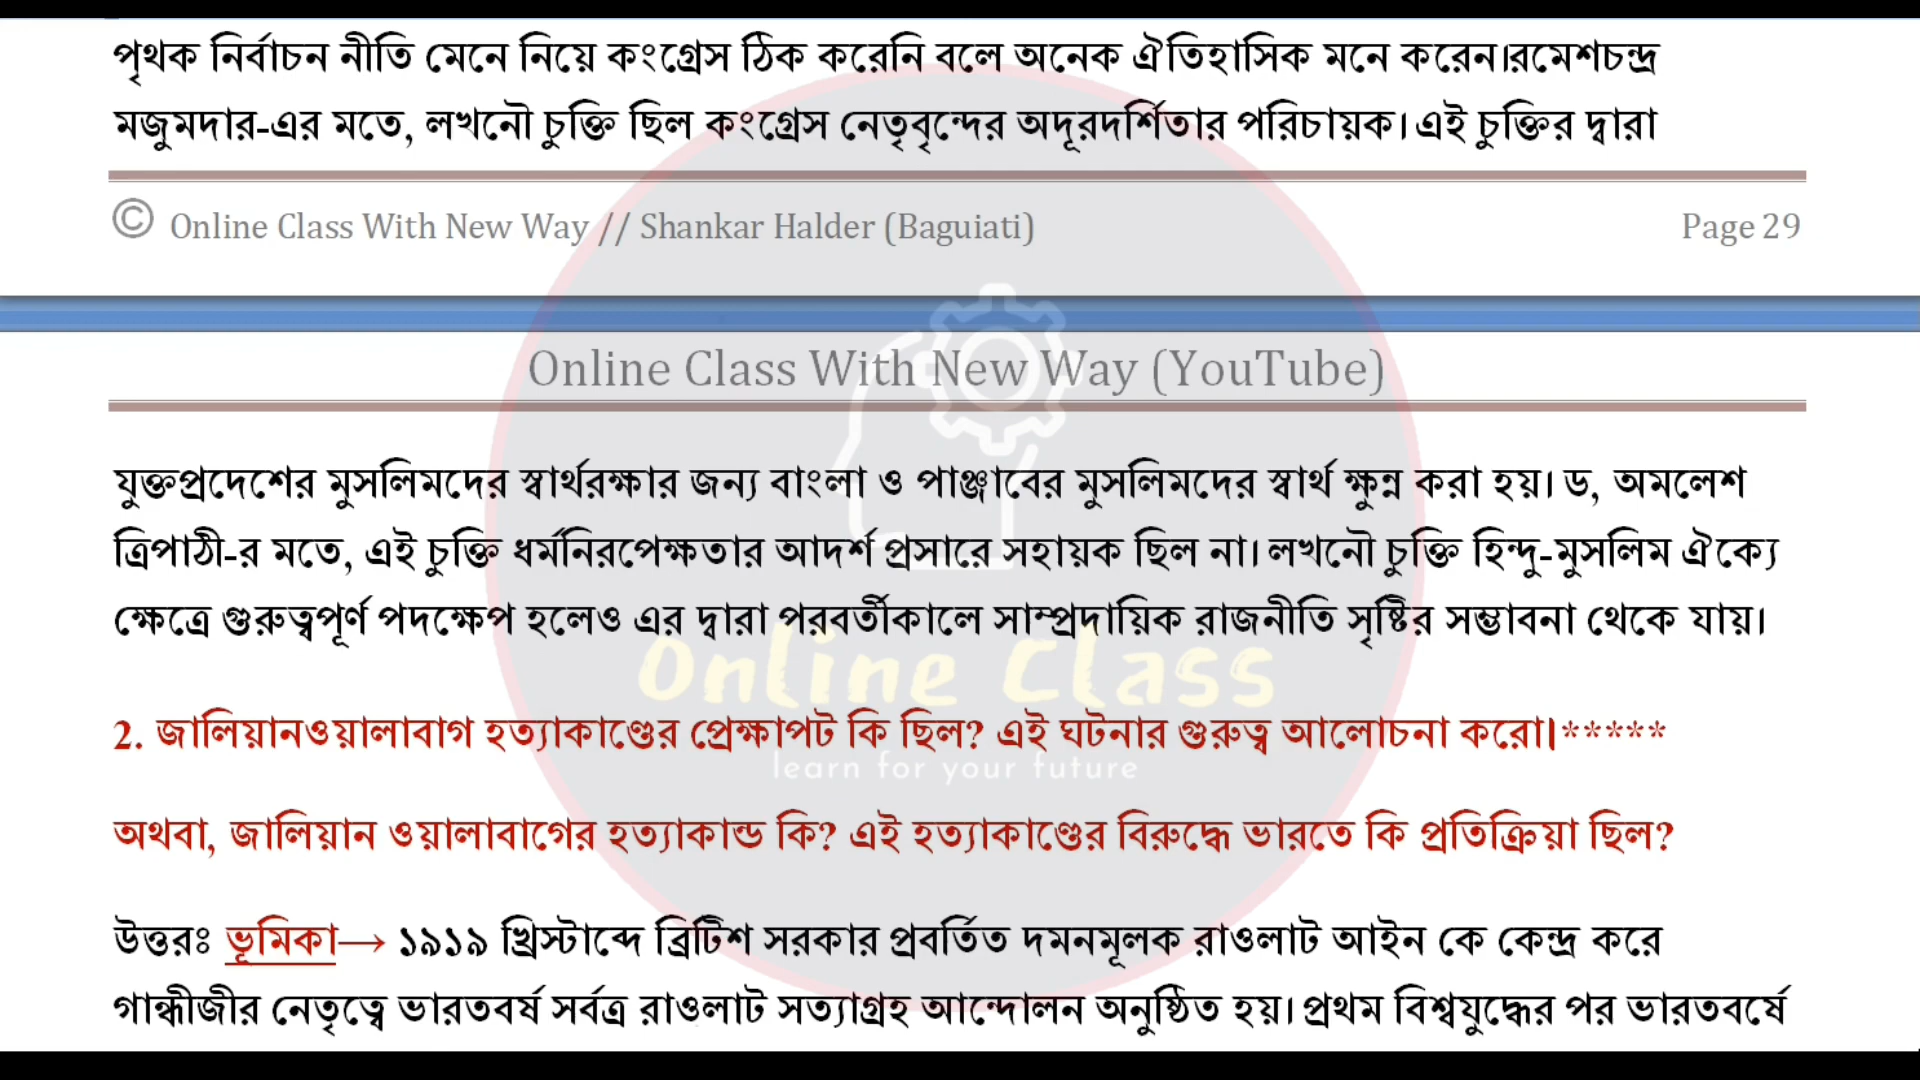 পৃথক নির্বাচন নীতি মেনে নিয়ে কংগ্রেস ঠিক করেনি বলে অনেক ঐতিহাসিক মনে করেন।রমেশচন্দ্র
মজুমদার-এর মতে, লখনৌ চুক্তি ছিল কংগ্রেস নেতৃবৃন্দের অদূরদর্শিতার পরিচায়ক। এই চুক্তির দ্বারা
© Online Class With New Way // Shankar Halder (Baguiati) Page 29
Online Class With New Way (YouTube)
যুক্তপ্রদেশের মুসলিমদের স্বার্থরক্ষার জন্য বাংলা ও পাঞ্জাবের মুসলিমদের স্বার্থ ক্ষুন্ন করা হয়। ড, অমলেশ
ত্রিপাঠী-র মতে, এই চুক্তি ধর্মনিরপেক্ষতার আদর্শ প্রসারে সহায়ক ছিল না। লখনৌ চুক্তি হিন্দু-মুসলিম ঐক্যে
ক্ষেত্রে গুরুত্বপূর্ণ পদক্ষেপ হলেও এর দ্বারা পরবর্তীকালে সাম্প্রদায়িক রাজনীতি সৃষ্টির সম্ভাবনা থেকে যায়।
Online Class
2. জালিয়ানওয়ালাবাগ হত্যাকাণ্ডের প্রেক্ষাপট কি ছিল? এই ঘটনার গুরুত্ব আলোচনা করো।*****
learn for your future
অথবা, জালিয়ান ওয়ালাবাগের হত্যাকান্ড কি? এই হত্যাকাণ্ডের বিরুদ্ধে ভারতে কি প্রতিক্রিয়া ছিল?
উত্তরঃ ভূমিকা→ ১৯১৯ খ্রিস্টাব্দে ব্রিটিশ সরকার প্রবর্তিত দমনমূলক রাওলাট আইন কে কেন্দ্র করে
গান্ধীজীর নেতৃত্বে ভারতবর্ষ সর্বত্র রাওলাট সত্যাগ্রহ আন্দোলন অনুষ্ঠিত হয়। প্রথম বিশ্বযুদ্ধের পর ভারতবর্ষে